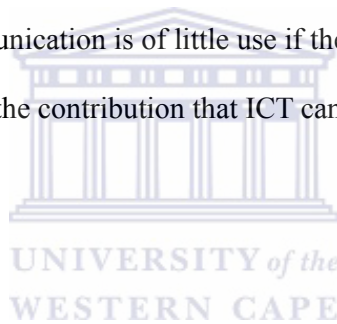 unication is of little use if the
the contribution that ICT can
UNIVERSITY of the
WESTERN CAPE